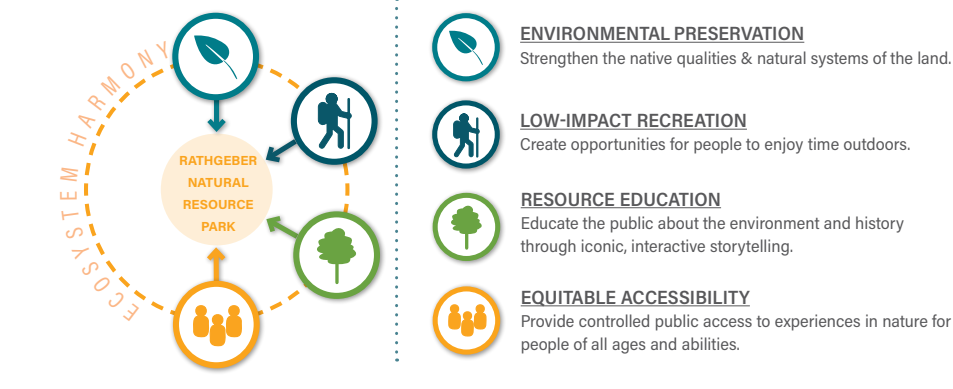 ECOSYSTEM HARMONY
RATHGEBER
NATURAL
RESOURCE
PARK
ENVIRONMENTAL PRESERVATION
Strengthen the native qualities & natural systems of the land.
LOW-IMPACT RECREATION
Create opportunities for people to enjoy time outdoors.
RESOURCE EDUCATION
Educate the public about the environment and history
through iconic, interactive storytelling.
EQUITABLE ACCESSIBILITY
Provide controlled public access to experiences in nature for
people of all ages and abilities.